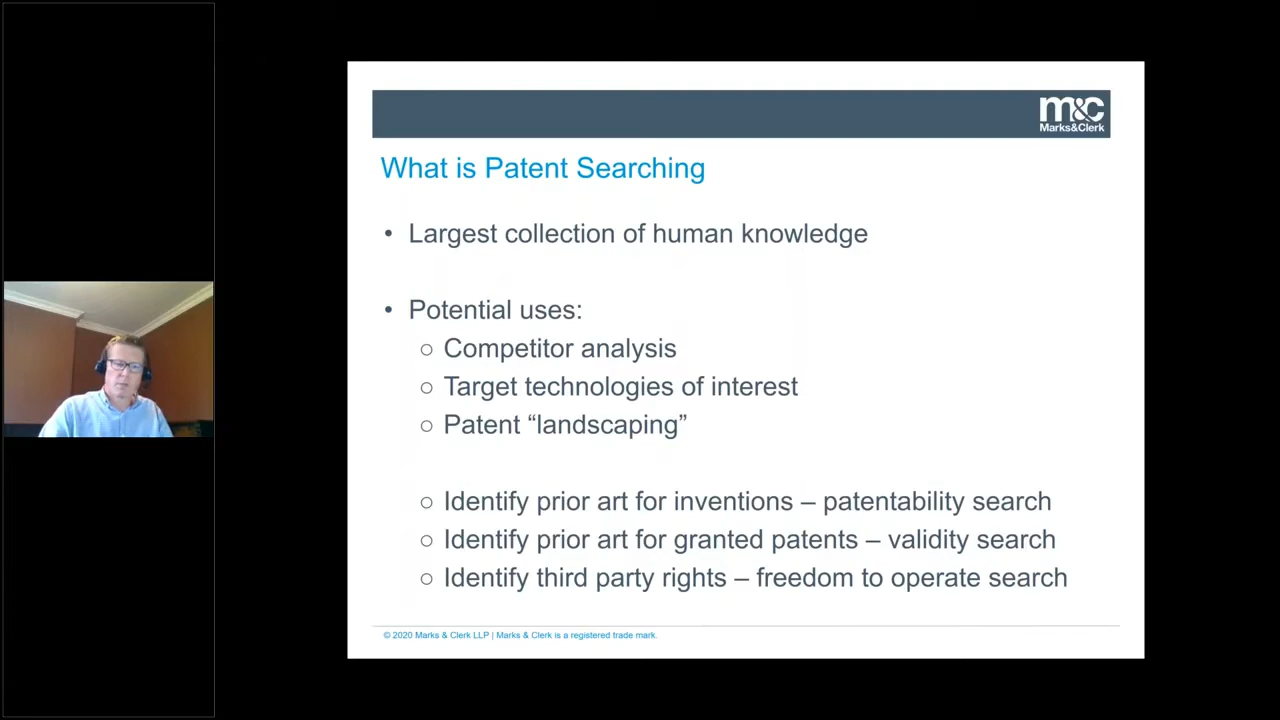 m&c
Marks&Clerk
What is Patent Searching
• Largest collection of human knowledge
• Potential uses:
○ Competitor analysis
○ Target technologies of interest
○ Patent “landscaping”
○ Identify prior art for inventions – patentability search
○ Identify prior art for granted patents – validity search
○ Identify third party rights – freedom to operate search
© 2020 Marks & Clerk LLP | Marks & Clerk is a registered trade mark.